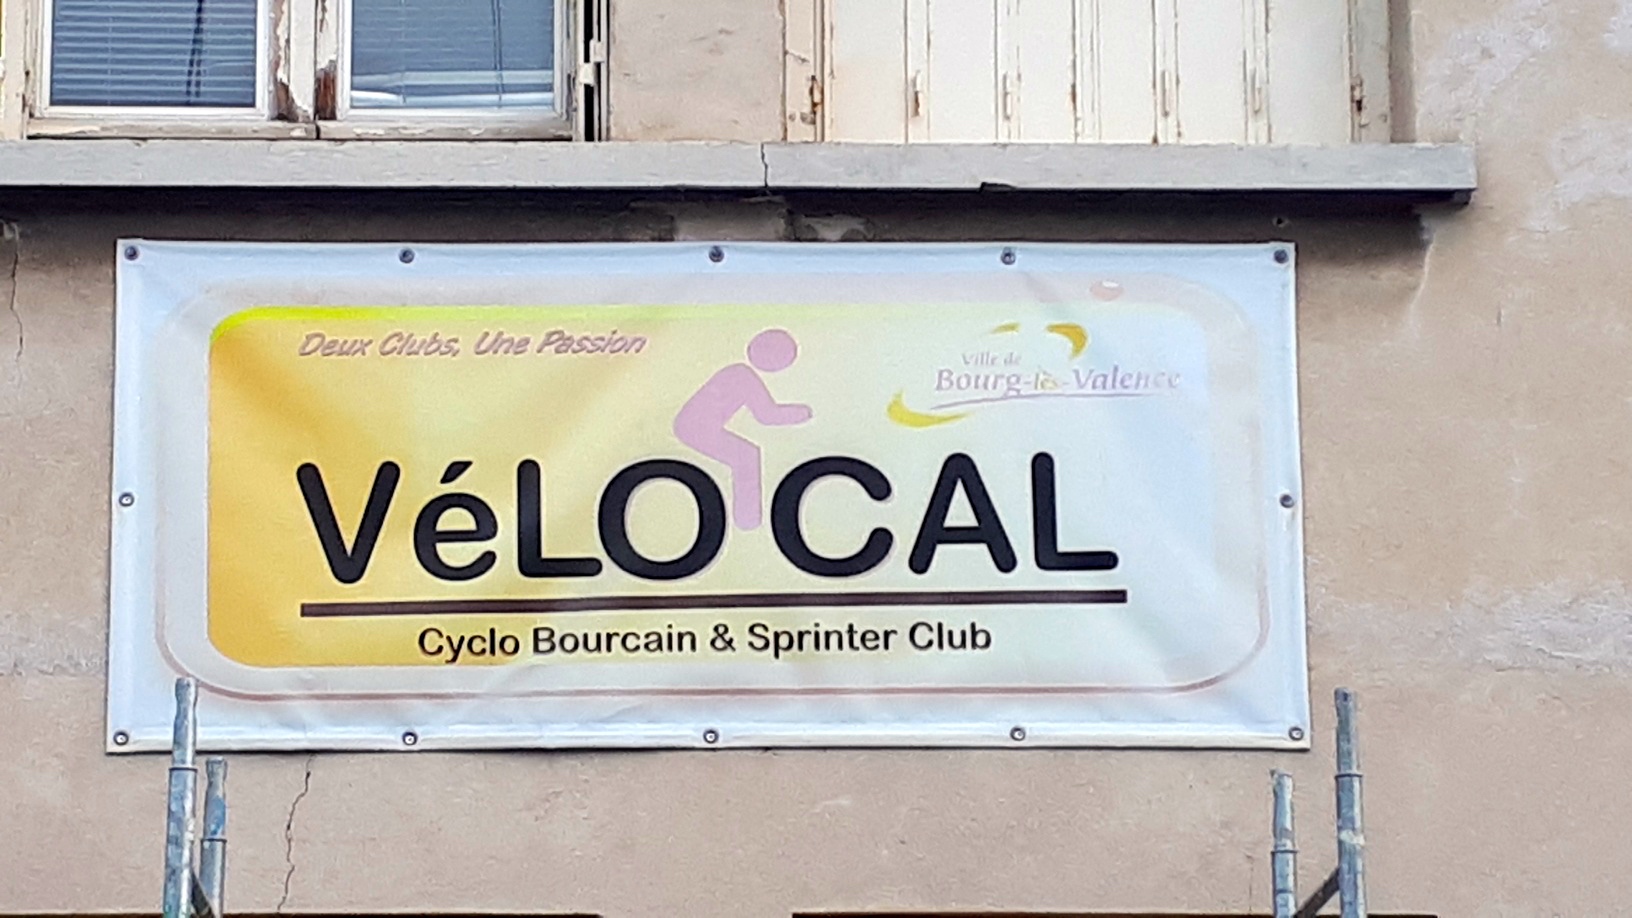 Deux Clubs, Une Passion
Ville de
Bourg-lès-Valence
VéLOCAL
Cyclo Bourcain & Sprinter Club